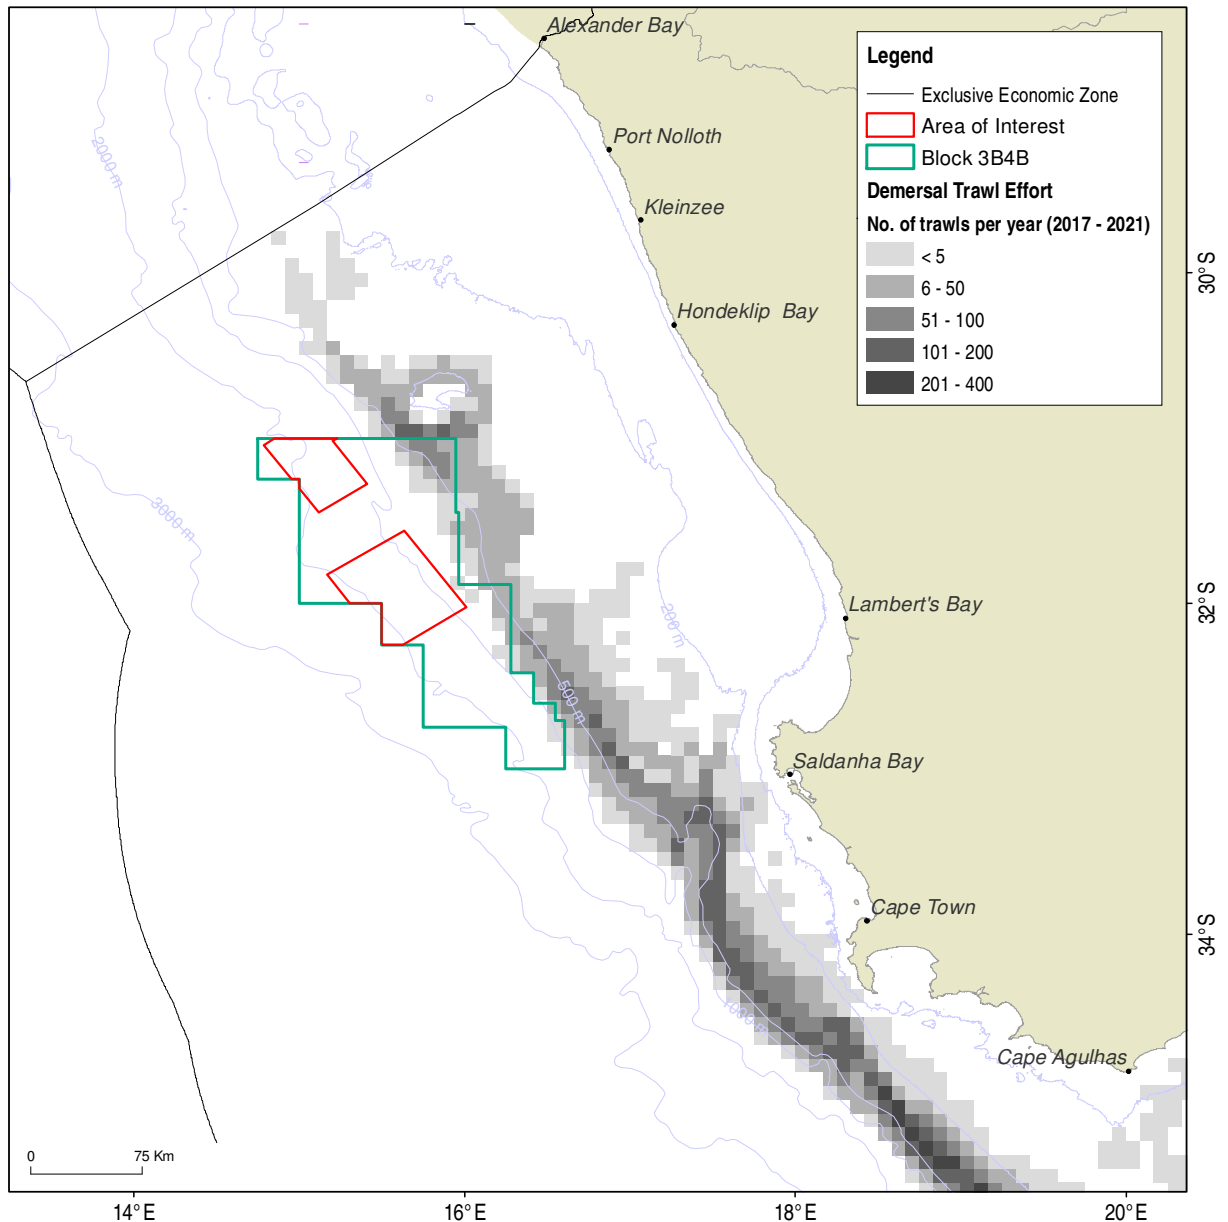 Alexander Bay
Legend
Exclusive Economic Zone
Area of Interest
Block 3B4B
Demersal Trawl Effort
No. of trawls per year (2017 - 2021)
< 5
6 - 50
51 - 100
101 - 200
201 - 400
Port Nolloth
2000 m
Kleinzee
30°S
Hondeklip Bay
3000 m
200 m
Lambert's Bay
32°S
500 m
Saldanha Bay
Cape Town
34°S
1000 m
Cape Agulhas
0 75 Km
14°E 16°E 18°E 20°E